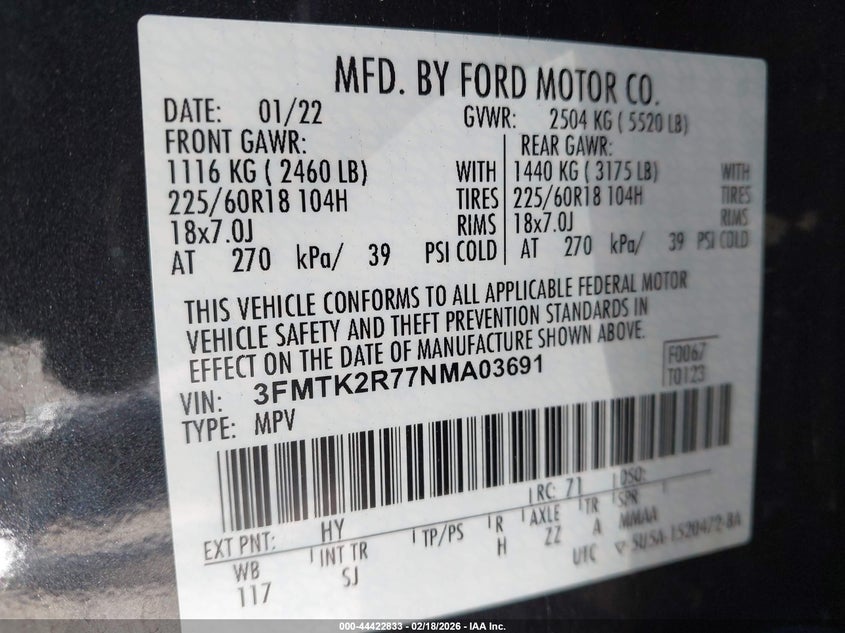 MFD. BY FORD MOTOR CO.
DATE: 01/22 GVWR: 2504 KG ( 5520 LB)
FRONT GAWR: REAR GAWR:
1116 KG ( 2460 LB) WITH 1440 KG ( 3175 LB) WITH
225/60R18 104H TIRES 225/60R18 104H TIRES
18x7.0J RIMS 18x7.0J RIMS
AT 270 kPa/ 39 PSI COLD AT 270 kPa/ 39 PSI COLD
THIS VEHICLE CONFORMS TO ALL APPLICABLE FEDERAL MOTOR
VEHICLE SAFETY AND THEFT PREVENTION STANDARDS IN
EFFECT ON THE DATE OF MANUFACTURE SHOWN ABOVE.
F0067
VIN: 3FMTK2R77NMA03691
T0123
TYPE: MPV
RC: 71 DSO:
EXT PNT: HY
WB INT TR TP/PS R AXLE TR SPR
117 SJ H ZZ A MMAA
UTC SUSA-1520472-BA
000-44422833 - 02/18/2026 - IAA Inc.